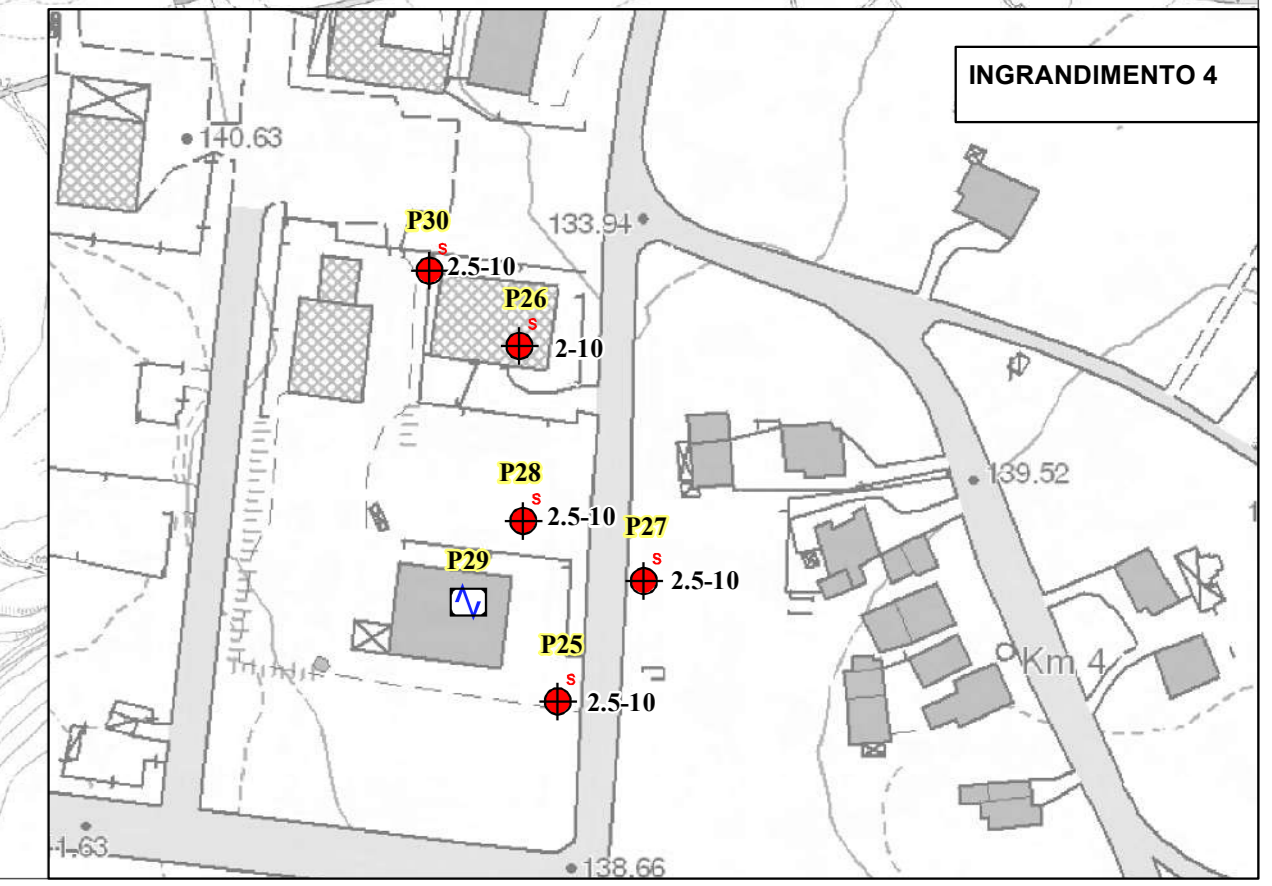 INGRANDIMENTO 4
140.63
P30
133.94
S
2.5-10
P26
S
2-10
P28
139.52
S
2.5-10
P27
P29
S
2.5-10
P25
Km 4
S
2.5-10
1.63
138.66